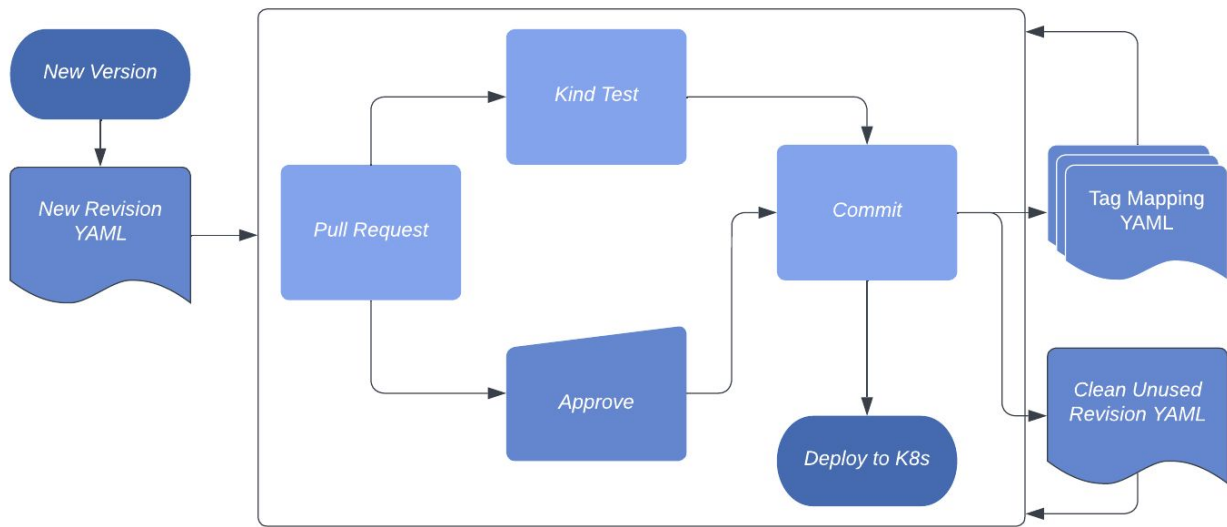 New Version
New Revision
YAML
Pull Request
Kind Test
Approve
Commit
Deploy to K8s
Tag Mapping
YAML
Clean Unused
Revision YAML